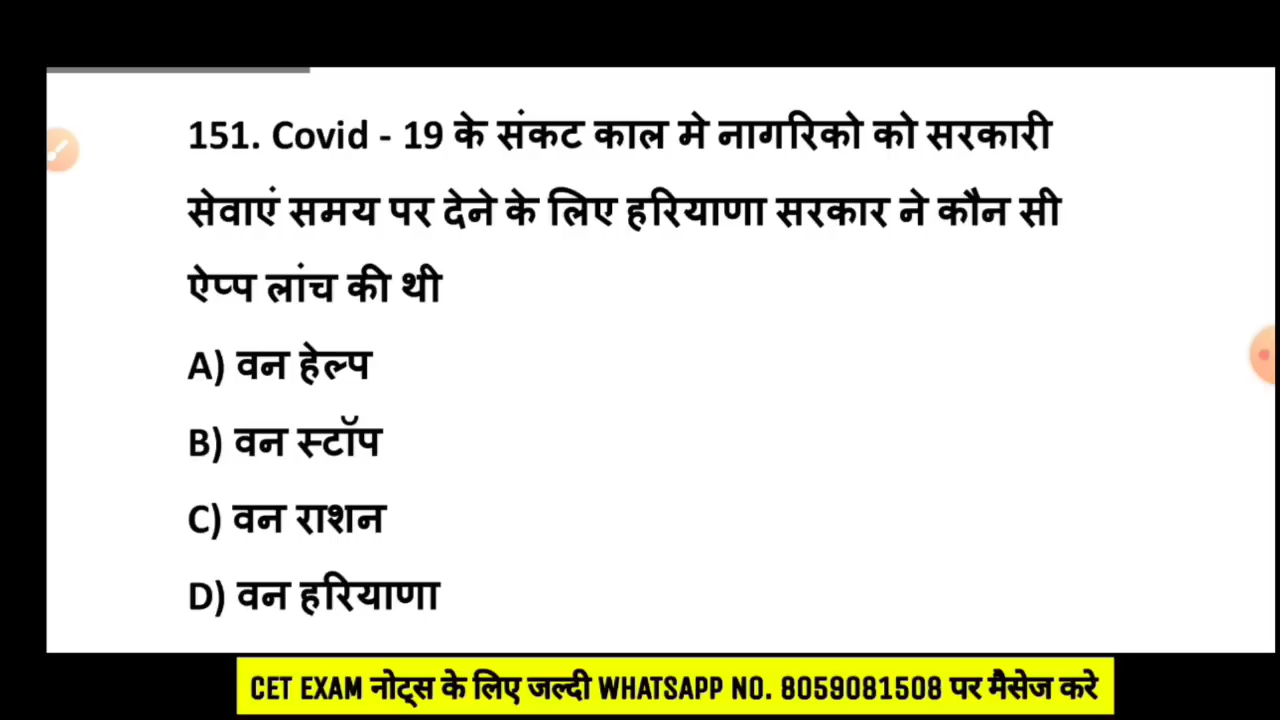 151. Covid - 19 के संकट काल मे नागरिको को सरकारी
सेवाएं समय पर देने के लिए हरियाणा सरकार ने कौन सी
ऐप्प लांच की थी
A) वन हेल्प
B) वन स्टॉप
C) वन राशन
D) वन हरियाणा
CET EXAM नोट्स के लिए जल्दी WHATSAPP NO. 8059081508 पर मैसेज करे